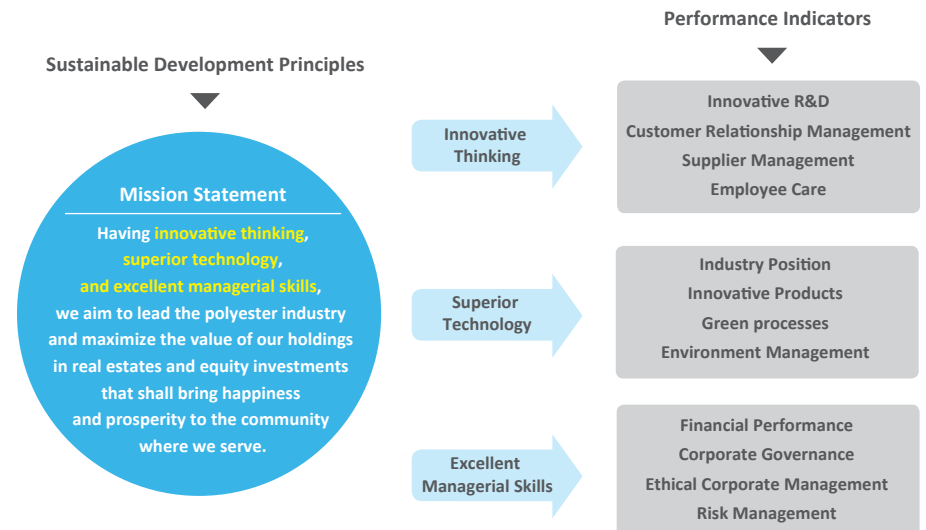 Sustainable Development Principles
Mission Statement
Having innovative thinking,
superior technology,
and excellent managerial skills,
we aim to lead the polyester industry
and maximize the value of our holdings
in real estates and equity investments
that shall bring happiness
and prosperity to the community
where we serve.
Performance Indicators
Innovative
Thinking
Innovative R&D
Customer Relationship Management
Supplier Management
Employee Care
Superior
Technology
Industry Position
Innovative Products
Green processes
Environment Management
Excellent
Managerial Skills
Financial Performance
Corporate Governance
Ethical Corporate Management
Risk Management